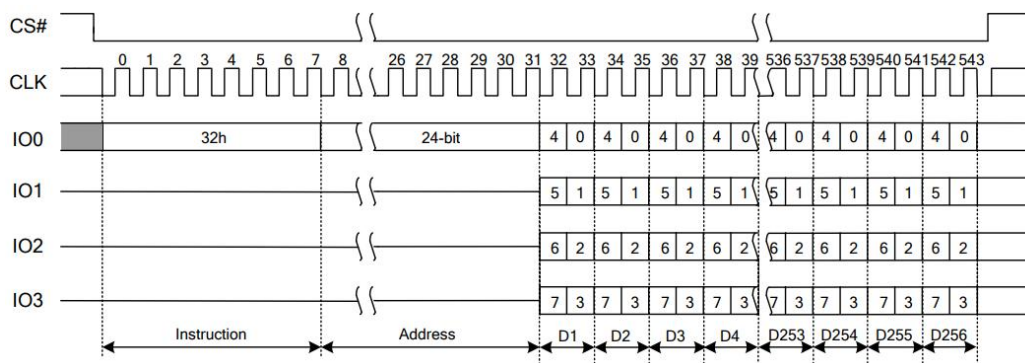 CS#
0 1 2 3 4 5 6 7 8 26 27 28 29 30 31 32 33 34 35 36 37 38 39 536 537 538 539 540 541 542 543
CLK
IO0 32h 24-bit 4 0 4 0 4 0 4 0 4 0 4 0 4 0 4 0
IO1 5 1 5 1 5 1 5 1 5 1 5 1 5 1 5 1
IO2 6 2 6 2 6 2 6 2 6 2 6 2 6 2 6 2
IO3 7 3 7 3 7 3 7 3 7 3 7 3 7 3 7 3
Instruction Address D1 D2 D3 D4 D253 D254 D255 D256